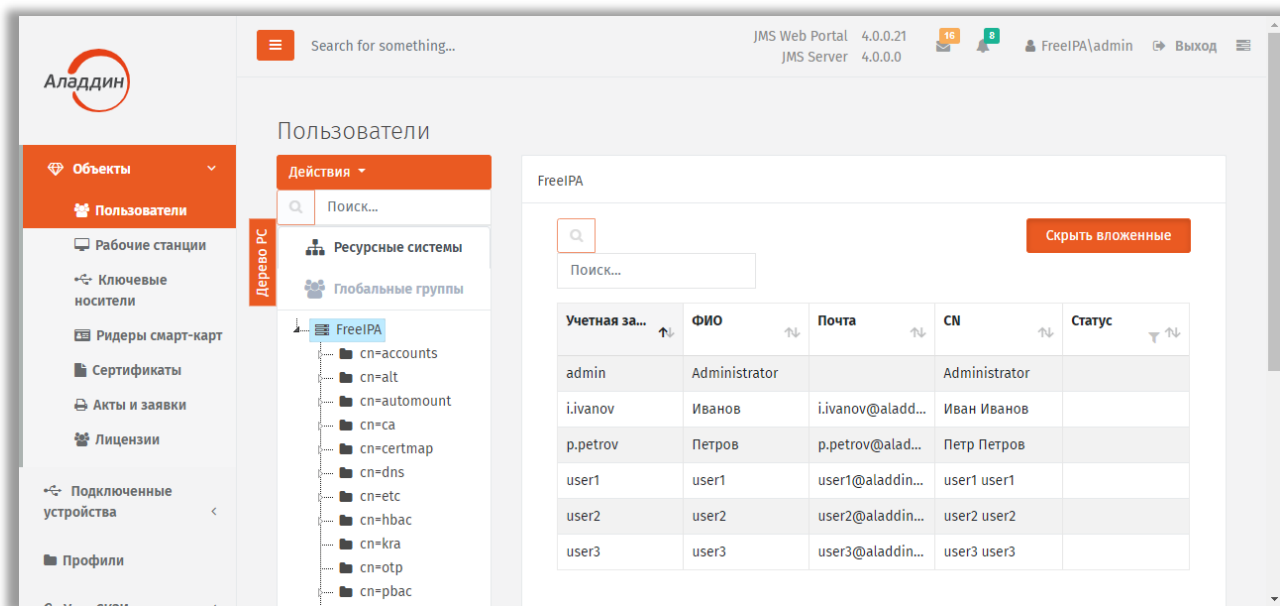 Аладдин
Search for something...
JMS Web Portal 4.0.0.21
JMS Server 4.0.0.0
16
8
FreeIPA\admin
Выход
Объекты
Пользователи
Рабочие станции
Ключевые
носители
Ридеры смарт-карт
Сертификаты
Акты и заявки
Лицензии
Подключенные
устройства
Профили
Пользователи
Действия
Поиск...
Дерево РС
Ресурсные системы
Глобальные группы
FreeIPA
cn=accounts
cn=alt
cn=automount
cn=ca
cn=certmap
cn=dns
cn=etc
cn=hbac
cn=kra
cn=otp
cn=pbac
FreeIPA
Скрыть вложенные
Поиск...
Учетная за... ФИО Почта CN Статус
admin Administrator Administrator
i.ivanov Иванов i.ivanov@aladd... Иван Иванов
p.petrov Петров p.petrov@alad... Петр Петров
user1 user1 user1@aladdin... user1 user1
user2 user2 user2@aladdin... user2 user2
user3 user3 user3@aladdin... user3 user3